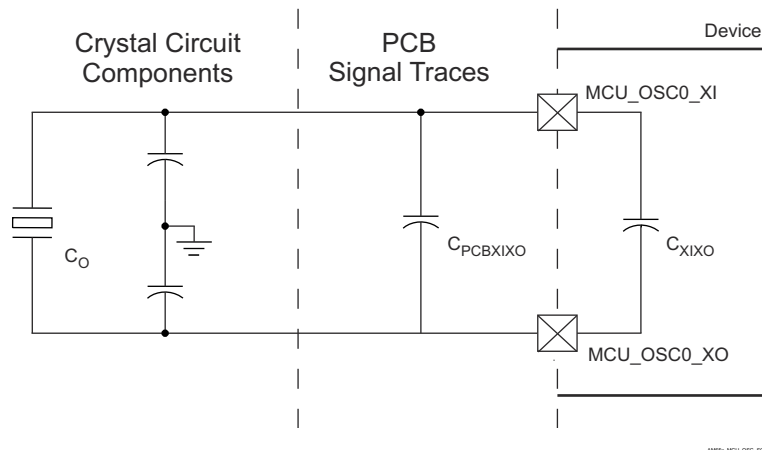 Crystal Circuit
Components
PCB
Signal Traces
Device
MCU_OSC0_XI
C_O
C_PCBXIXO
C_XIXO
MCU_OSC0_XO